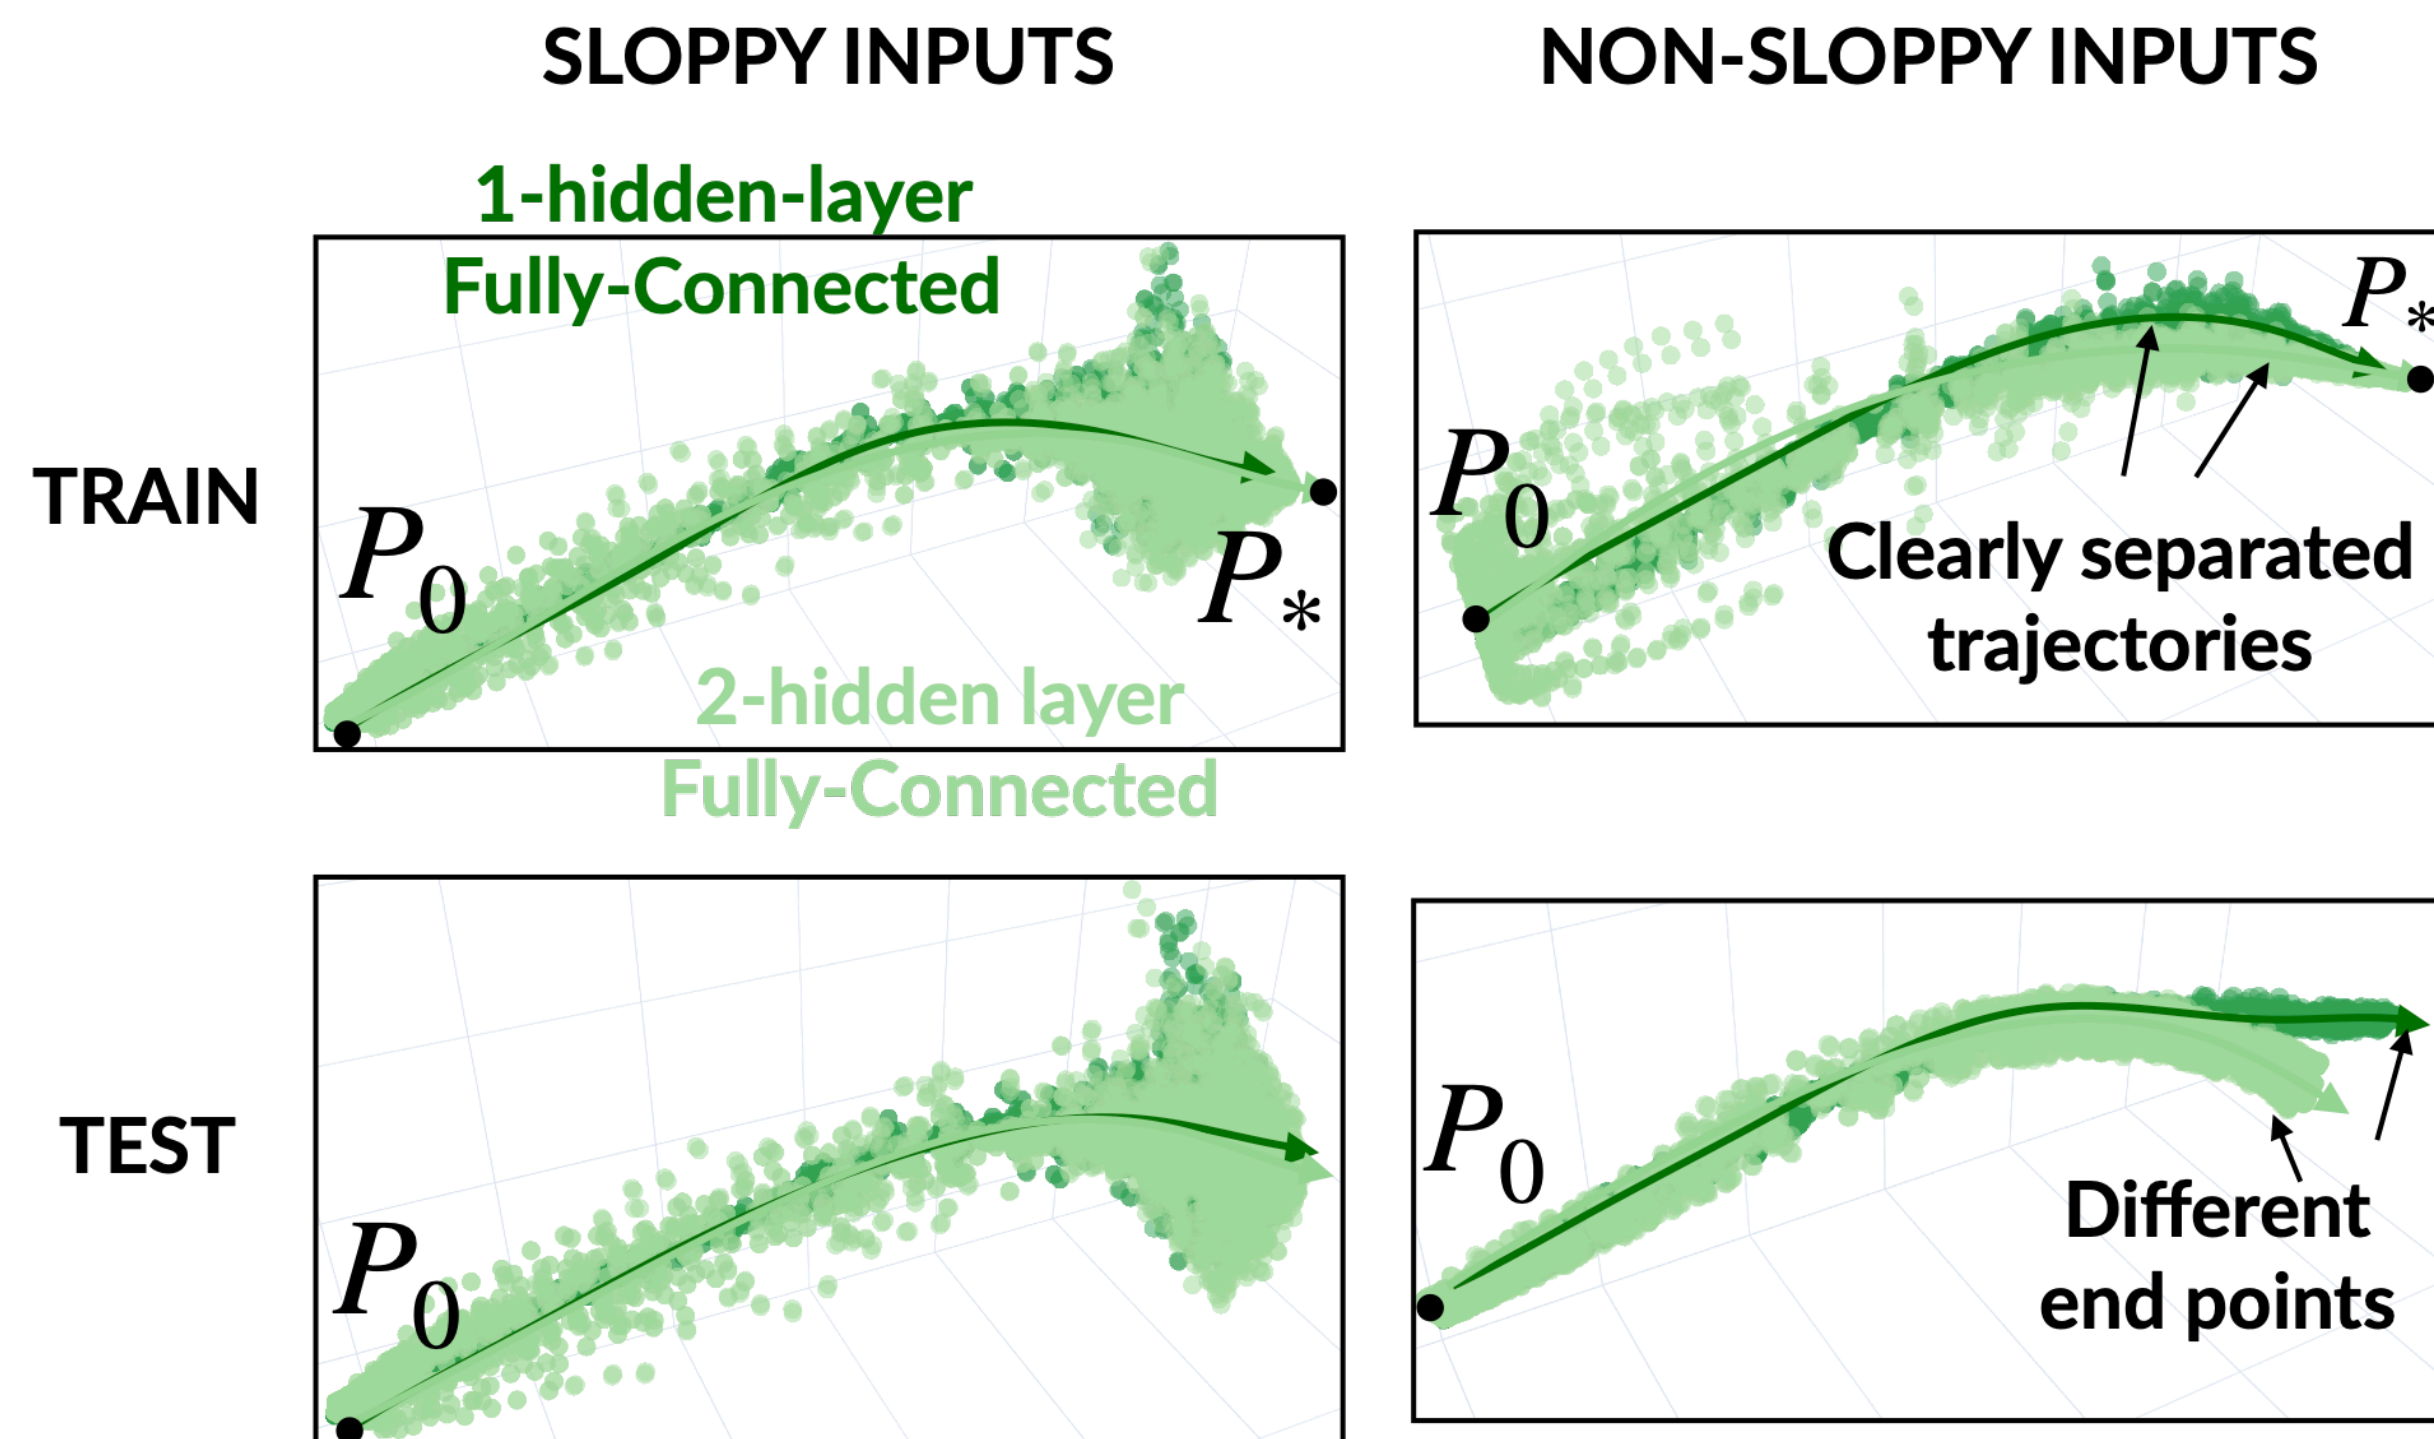 SLOPPY INPUTS
NON-SLOPPY INPUTS
1-hidden-layer
Fully-Connected
TRAIN
P0
P*
2-hidden layer
Fully-Connected
P0
P*
Clearly separated
trajectories
TEST
P0
P0
Different
end points